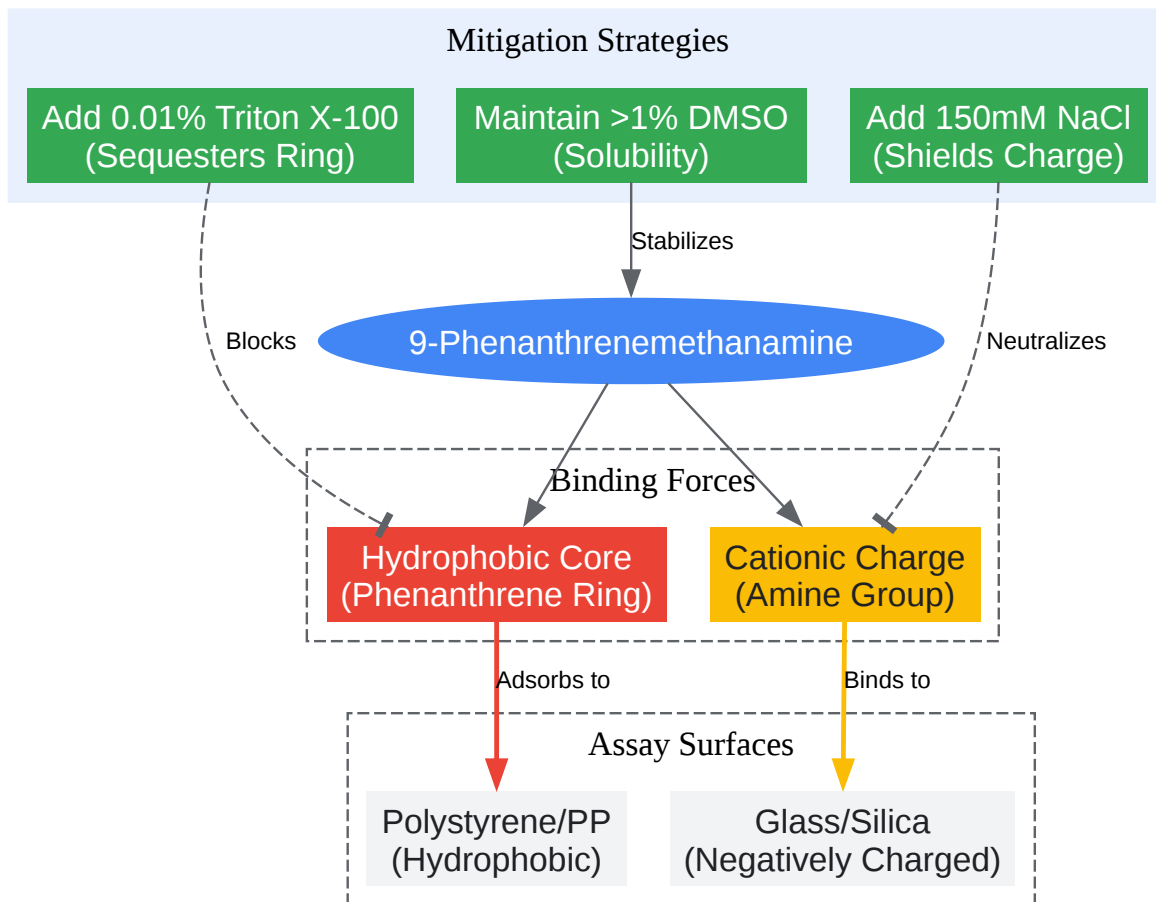 Mitigation Strategies
Add 0.01% Triton X-100
(Sequesters Ring)
Maintain >1% DMSO
(Solubility)
Add 150mM NaCl
(Shields Charge)
Stabilizes
Blocks
9-Phenanthrenemethanamine
Neutralizes
Binding Forces
Hydrophobic Core
(Phenanthrene Ring)
Cationic Charge
(Amine Group)
Adsorbs to
Binds to
Assay Surfaces
Polystyrene/PP
(Hydrophobic)
Glass/Silica
(Negatively Charged)